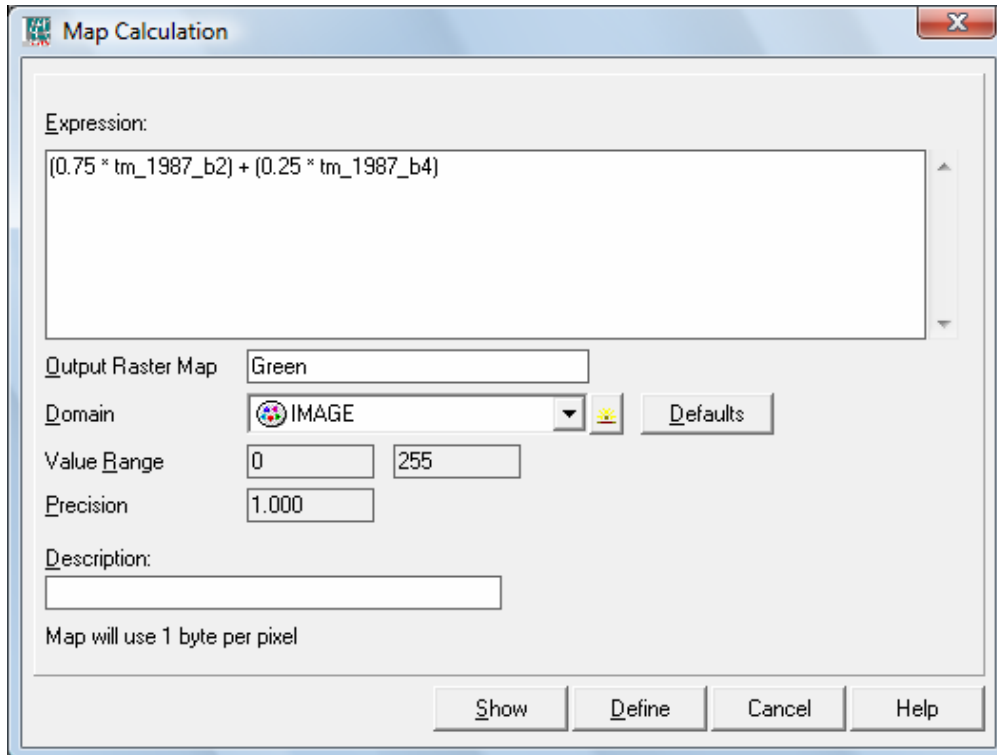 Map Calculation
Expression:
(0.75 * tm_1987_b2) + (0.25 * tm_1987_b4)
Output Raster Map Green
Domain IMAGE Defaults
Value Range 0 255
Precision 1.000
Description:
Map will use 1 byte per pixel
Show Define Cancel Help